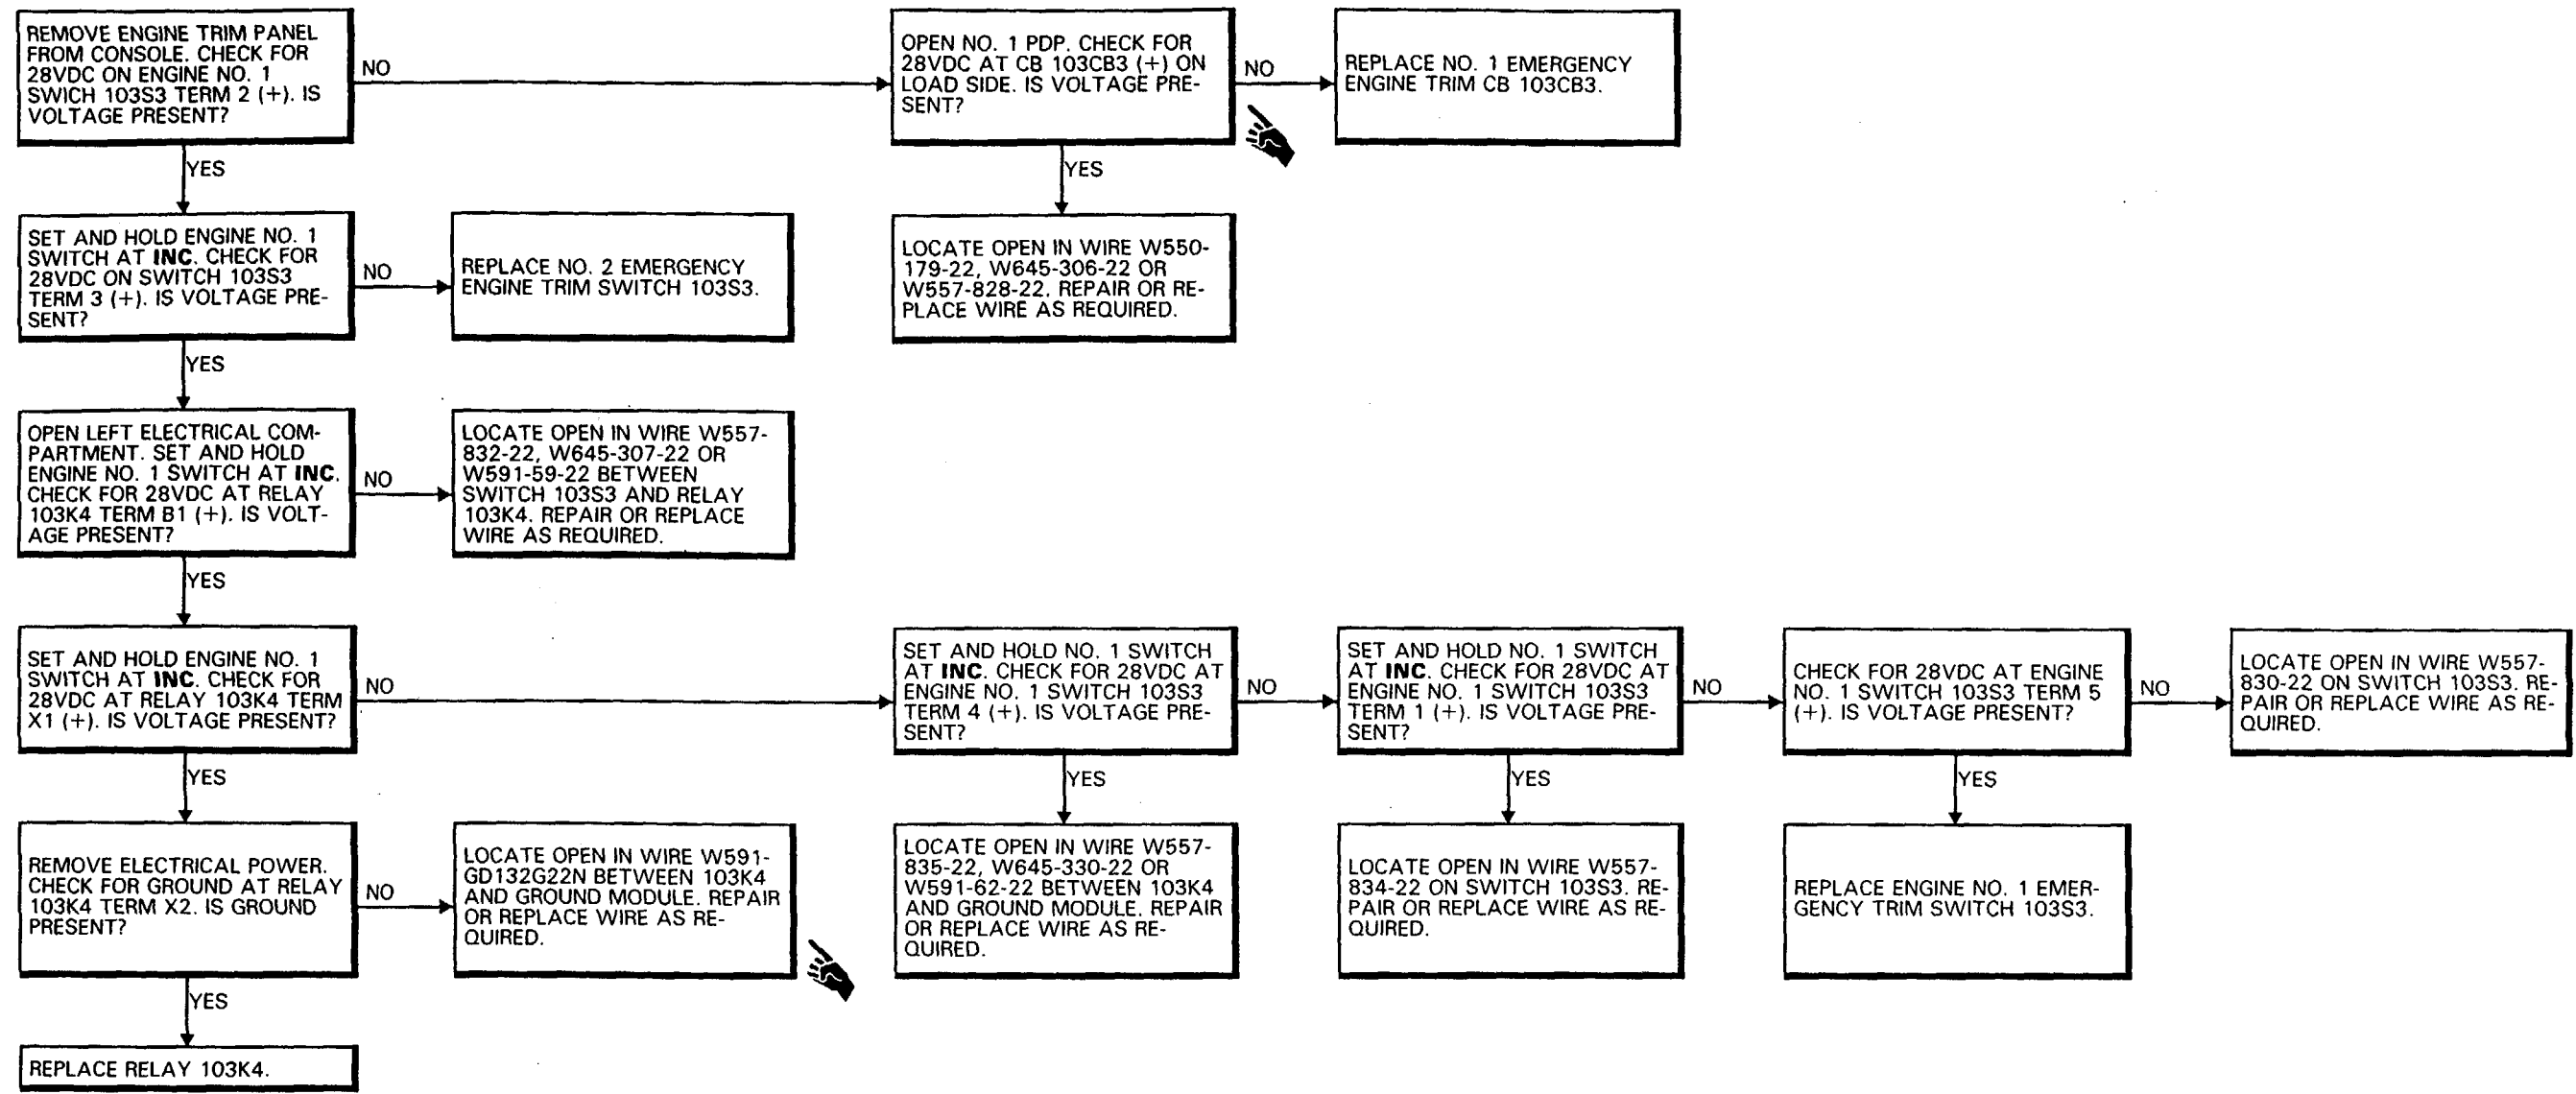 REMOVE ENGINE TRIM PANEL
FROM CONSOLE. CHECK FOR
28VDC ON ENGINE NO. 1
SWICH 103S3 TERM 2 (+). IS
VOLTAGE PRESENT?
NO
OPEN NO. 1 PDP. CHECK FOR
28VDC AT CB 103CB3 (+) ON
LOAD SIDE. IS VOLTAGE PRE-
SENT?
NO
REPLACE NO. 1 EMERGENCY
ENGINE TRIM CB 103CB3.
YES
YES
SET AND HOLD ENGINE NO. 1
SWITCH AT INC. CHECK FOR
28VDC ON SWITCH 103S3
TERM 3 (+). IS VOLTAGE PRE-
SENT?
NO
REPLACE NO. 2 EMERGENCY
ENGINE TRIM SWITCH 103S3.
LOCATE OPEN IN WIRE W550-
179-22, W645-306-22 OR
W557-828-22. REPAIR OR RE-
PLACE WIRE AS REQUIRED.
YES
OPEN LEFT ELECTRICAL COM-
PARTMENT. SET AND HOLD
ENGINE NO. 1 SWITCH AT INC.
CHECK FOR 28VDC AT RELAY
103K4 TERM B1 (+). IS VOLT-
AGE PRESENT?
NO
LOCATE OPEN IN WIRE W557-
832-22, W645-307-22 OR
W591-59-22 BETWEEN
SWITCH 103S3 AND RELAY
103K4. REPAIR OR REPLACE
WIRE AS REQUIRED.
YES
SET AND HOLD ENGINE NO. 1
SWITCH AT INC. CHECK FOR
28VDC AT RELAY 103K4 TERM
X1 (+). IS VOLTAGE PRESENT?
NO
SET AND HOLD NO. 1 SWITCH
AT INC. CHECK FOR 28VDC AT
ENGINE NO. 1 SWITCH 103S3
TERM 4 (+). IS VOLTAGE PRE-
SENT?
NO
SET AND HOLD NO. 1 SWITCH
AT INC. CHECK FOR 28VDC AT
ENGINE NO. 1 SWITCH 103S3
TERM 1 (+). IS VOLTAGE PRE-
SENT?
NO
CHECK FOR 28VDC AT ENGINE
NO. 1 SWITCH 103S3 TERM 5
(+). IS VOLTAGE PRESENT?
NO
LOCATE OPEN IN WIRE W557-
830-22 ON SWITCH 103S3. RE-
PAIR OR REPLACE WIRE AS RE-
QUIRED.
YES
YES
YES
YES
REMOVE ELECTRICAL POWER.
CHECK FOR GROUND AT RELAY
103K4 TERM X2. IS GROUND
PRESENT?
NO
LOCATE OPEN IN WIRE W591-
GD132G22N BETWEEN 103K4
AND GROUND MODULE. REPAIR
OR REPLACE WIRE AS RE-
QUIRED.
LOCATE OPEN IN WIRE W557-
835-22, W645-330-22 OR
W591-62-22 BETWEEN 103K4
AND GROUND MODULE. REPAIR
OR REPLACE WIRE AS RE-
QUIRED.
LOCATE OPEN IN WIRE W557-
834-22 ON SWITCH 103S3. RE-
PAIR OR REPLACE WIRE AS RE-
QUIRED.
REPLACE ENGINE NO. 1 EMER-
GENCY TRIM SWITCH 103S3.
YES
REPLACE RELAY 103K4.